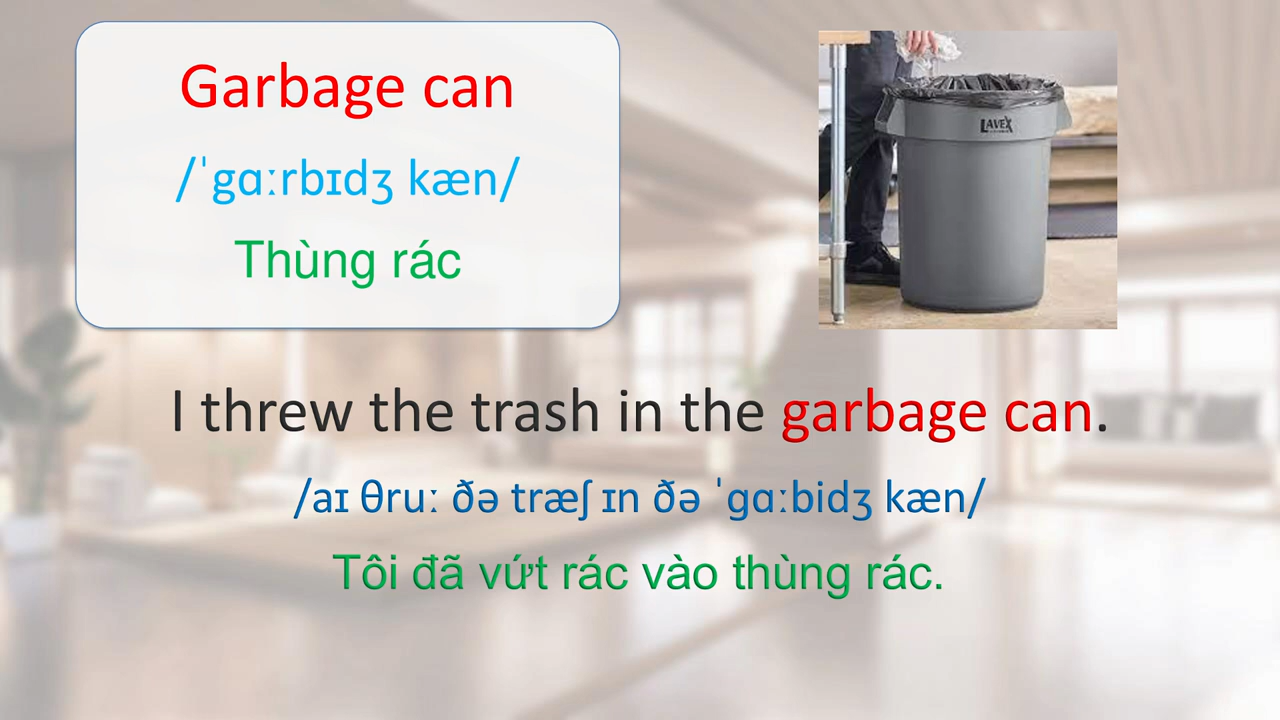 Garbage can
/ˈɡɑːrbɪdʒ kæn/
Thùng rác
LAVEX
I threw the trash in the garbage can.
/aɪ θruː ðə træʃ ɪn ðə ˈɡɑːbidʒ kæn/
Tôi đã vứt rác vào thùng rác.